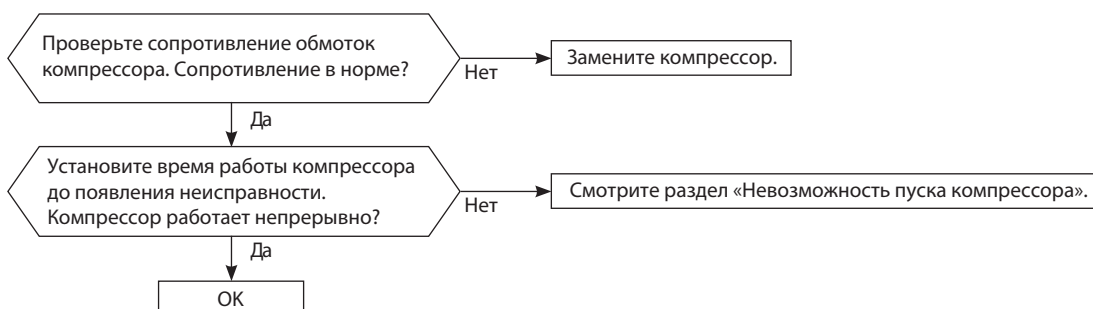 Проверьте сопротивление обмоток
компрессора. Сопротивление в норме?
Нет
Замените компрессор.
Да
Установите время работы компрессора
до появления неисправности.
Компрессор работает непрерывно?
Нет
Смотрите раздел «Невозможность пуска компрессора».
Да
OK